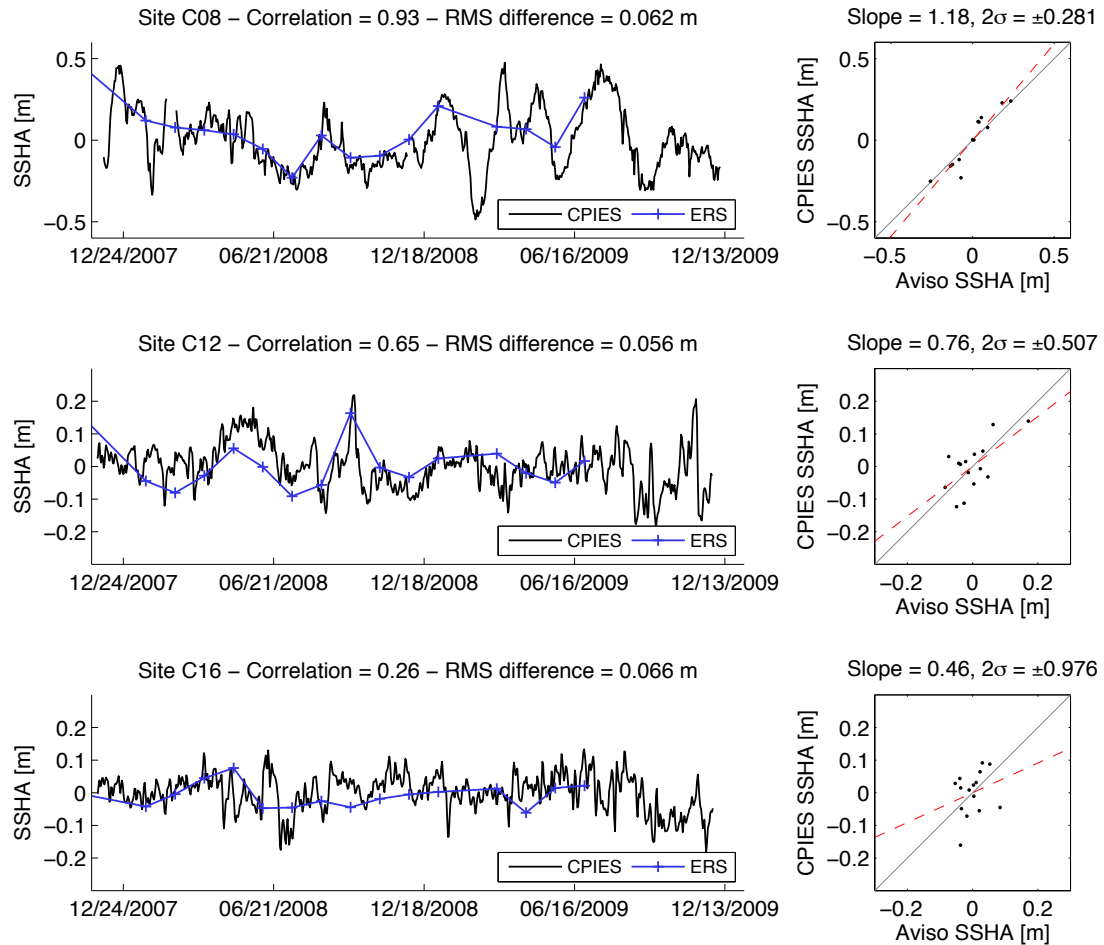 Site C08 − Correlation = 0.93 − RMS difference = 0.062 m
SSHA [m]
0.5
0
−0.5
CPIES
ERS
12/24/2007 06/21/2008 12/18/2008 06/16/2009 12/13/2009
Slope = 1.18, 2σ = ±0.281
CPIES SSHA [m]
0.5
0
−0.5
−0.5 0 0.5
Aviso SSHA [m]
Site C12 − Correlation = 0.65 − RMS difference = 0.056 m
SSHA [m]
0.2
0.1
0
−0.1
−0.2
CPIES
ERS
12/24/2007 06/21/2008 12/18/2008 06/16/2009 12/13/2009
Slope = 0.76, 2σ = ±0.507
CPIES SSHA [m]
0.2
0.1
0
−0.1
−0.2
−0.2 0 0.2
Aviso SSHA [m]
Site C16 − Correlation = 0.26 − RMS difference = 0.066 m
SSHA [m]
0.2
0.1
0
−0.1
−0.2
CPIES
ERS
12/24/2007 06/21/2008 12/18/2008 06/16/2009 12/13/2009
Slope = 0.46, 2σ = ±0.976
CPIES SSHA [m]
0.2
0.1
0
−0.1
−0.2
−0.2 0 0.2
Aviso SSHA [m]